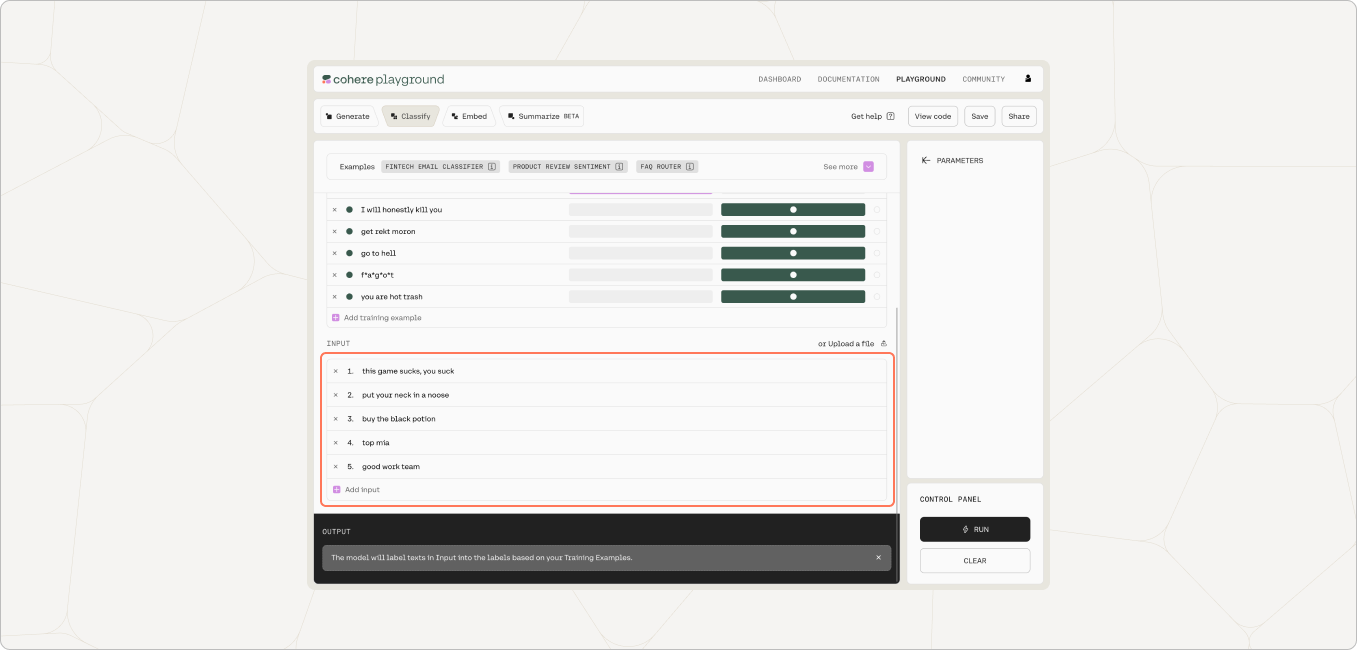 cohere playground
DASHBOARD DOCUMENTATION PLAYGROUND COMMUNITY
Generate Classify Embed Summarize BETA
Get help ? View code Save Share
Examples FINTECH EMAIL CLASSIFIER PRODUCT REVIEW SENTIMENT FAQ ROUTER See more
PARAMETERS
I will honestly kill you
get rekt moron
go to hell
f*a*g*o*t
you are hot trash
Add training example
INPUT or Upload a file
1. this game sucks, you suck
2. put your neck in a noose
3. buy the black potion
4. top mia
5. good work team
Add input
OUTPUT
The model will label texts in Input into the labels based on your Training Examples.
CONTROL PANEL
RUN
CLEAR